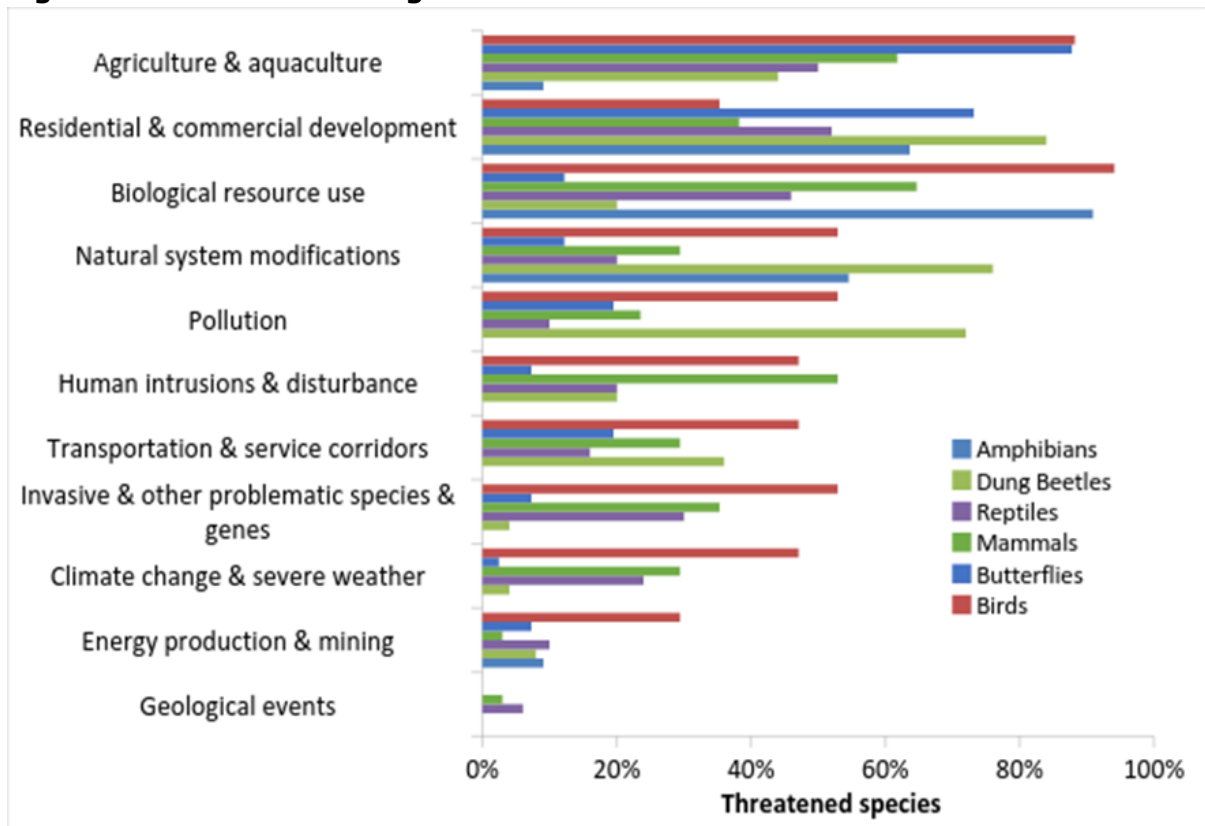 Agriculture & aquaculture
Residential & commercial development
Biological resource use
Natural system modifications
Pollution
Human intrusions & disturbance
Transportation & service corridors
Invasive & other problematic species &
genes
Climate change & severe weather
Energy production & mining
Geological events
Amphibians
Dung Beetles
Reptiles
Mammals
Butterflies
Birds
0% 20% 40% 60% 80% 100%
Threatened species